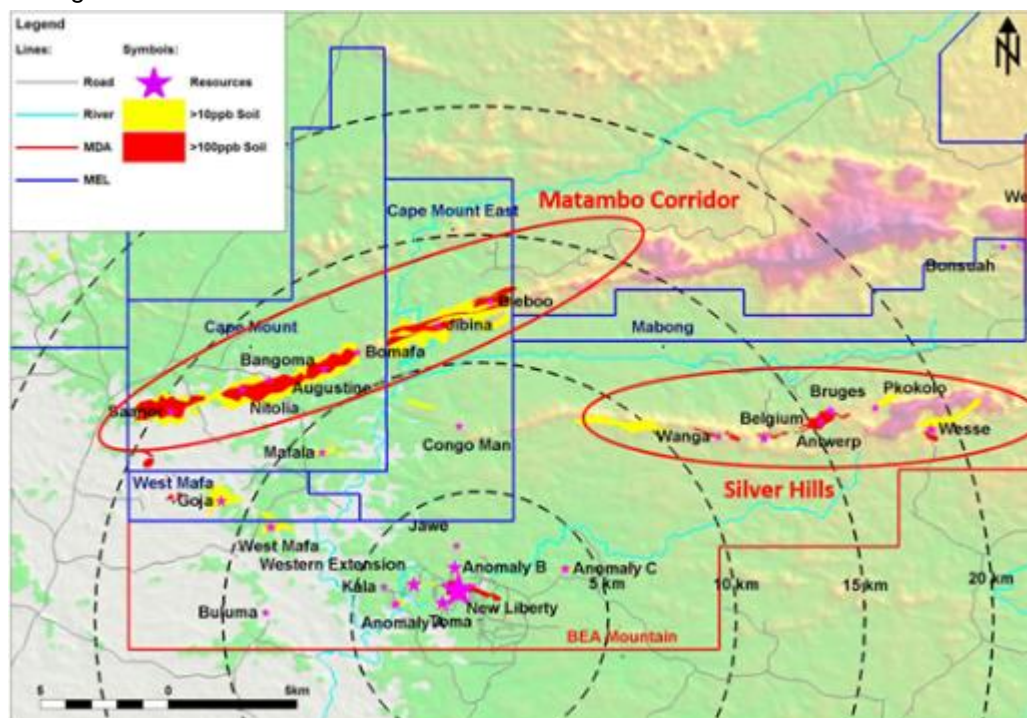 Legend
Lines: Symbols:
Road Resources
River >10ppb Soil
MDA >100ppb Soil
MEL
N
Matambo Corridor
Cape Mount East
We
Bonsuah
Bieboo
Cape Mount
Jibina
Mabong
Bangoma
Bomafa
Augustine
Bruges
Pkokolo
Nitolia
Belgium
Congo Man
Wanga
Antwerp
Wesse
Mafala
Silver Hills
West Mafa
Goja
Jawe
West Mafa
Western Extension
Anomaly B
Anomaly C
Kala
5 km
10 km
15 km
20 km
Buluma
New Liberty
Anomaly A
Toma
BEA Mountain
5 0 5km